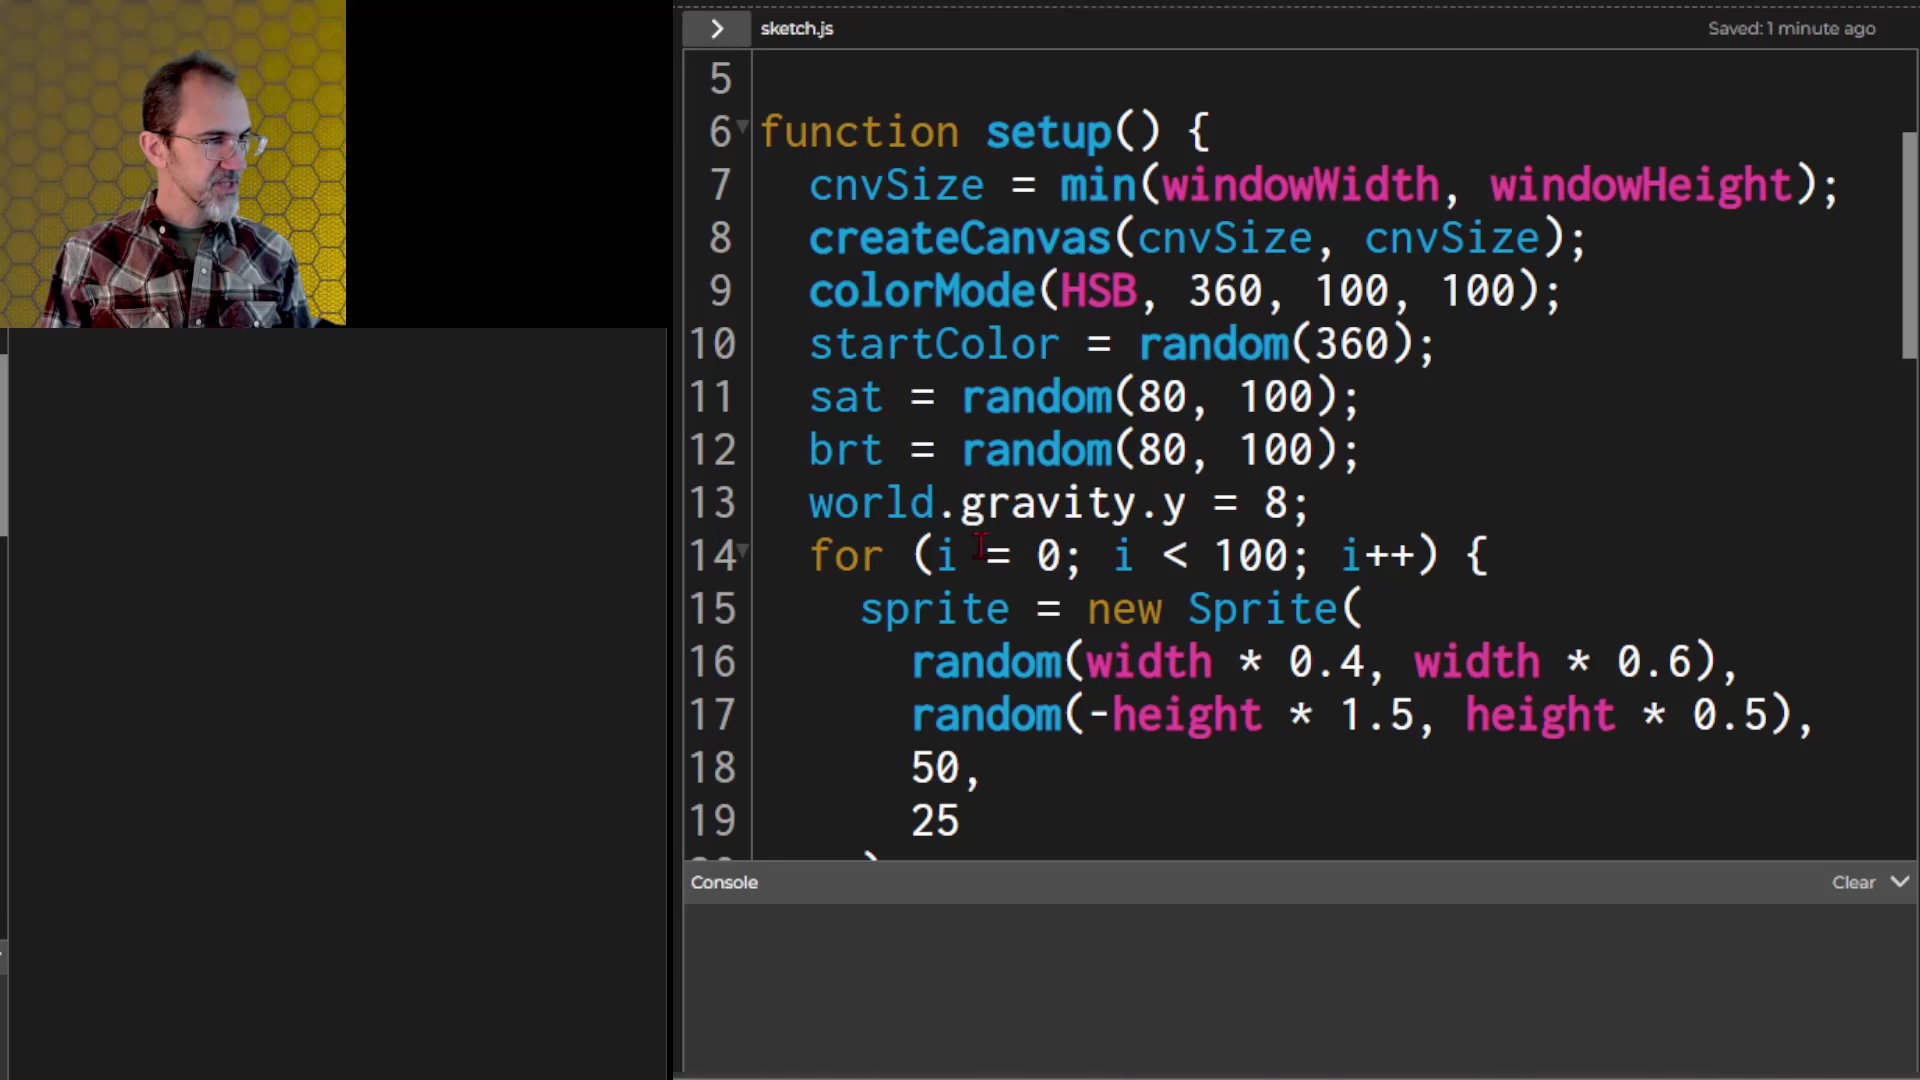 sketch.js
Saved: 1 minute ago
5
6 function setup() {
7 cnvSize = min(windowWidth, windowHeight);
8 createCanvas(cnvSize, cnvSize);
9 colorMode(HSB, 360, 100, 100);
10 startColor = random(360);
11 sat = random(80, 100);
12 brt = random(80, 100);
13 world.gravity.y = 8;
14 for (i = 0; i < 100; i++) {
15 sprite = new Sprite(
16 random(width * 0.4, width * 0.6),
17 random(-height * 1.5, height * 0.5),
18 50,
19 25
Console
Clear